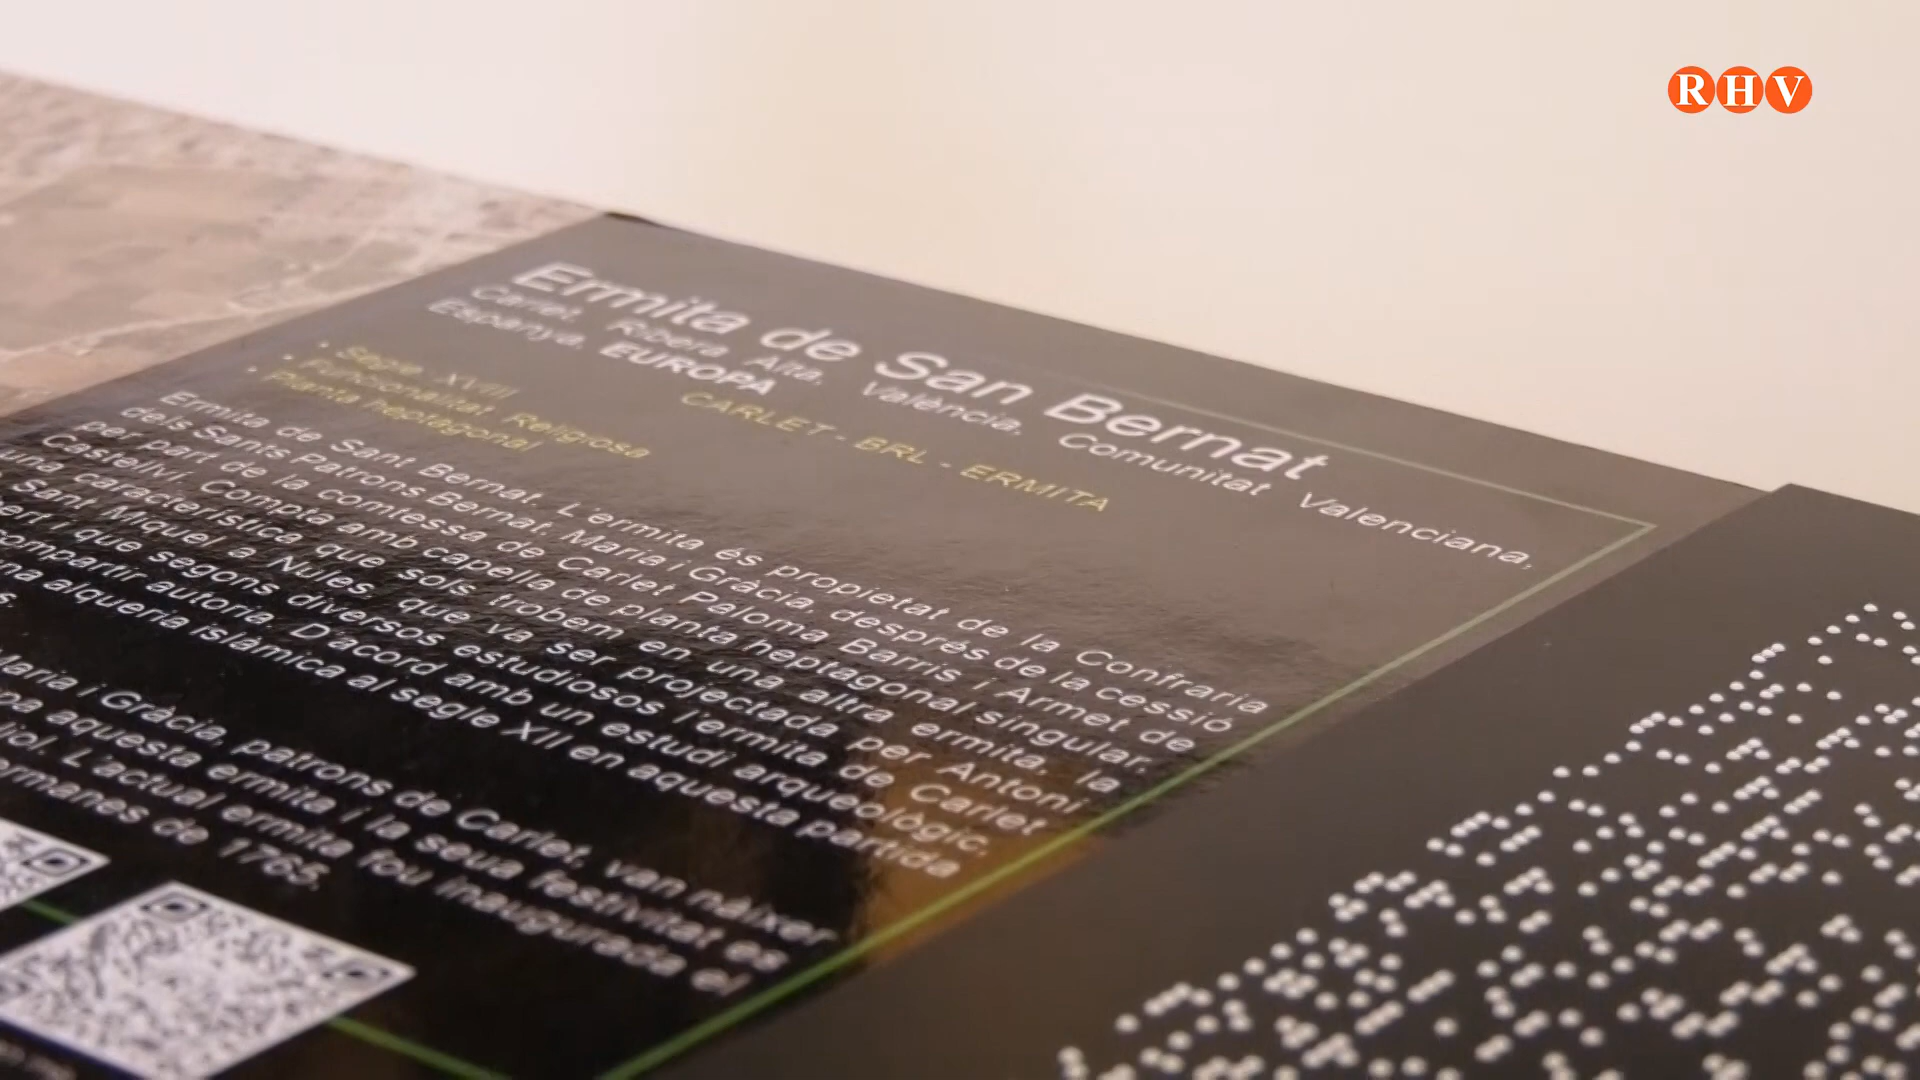 RHV
Ermita de San Bernat
Carlet, Ribera Alta, València, Comunitat Valenciana,
Espanya, EUROPA
• Segle XVIII
• Funcionalitat Religiosa
• Planta heptagonal
CARLET - BRL - ERMITA
Ermita de Sant Bernat. L'ermita és propietat de la Confraria
dels Sants Patrons Bernat, Maria i Gràcia, després de la cessió
per part de la comtessa de Carlet Paloma Barris i Armet de
Castellví. Compta amb capella de planta heptagonal singular,
una característica que sols trobem en una altra ermita, la
Sant Miquel a Nules, que va ser projectada per Antoni
i que segons diversos estudiosos l'ermita de Carlet
compartir autoria. D'acord amb un estudi arqueològic,
alqueria islàmica al segle XII en aquesta partida
Maria i Gràcia, patrons de Carlet, van nàixer
aquesta ermita i la seua festivitat és
L'actual ermita fou inaugurada el
de 1765.